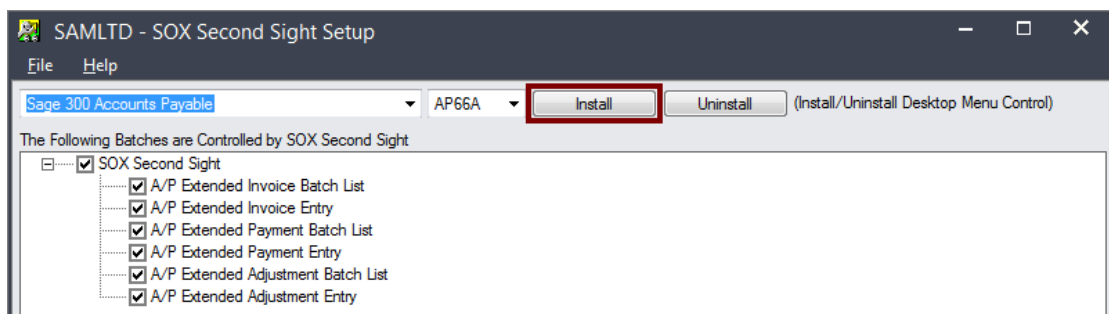 SAMLTD - SOX Second Sight Setup
File Help
Sage 300 Accounts Payable AP66A Install Uninstall (Install/Uninstall Desktop Menu Control)
The Following Batches are Controlled by SOX Second Sight
SOX Second Sight
A/P Extended Invoice Batch List
A/P Extended Invoice Entry
A/P Extended Payment Batch List
A/P Extended Payment Entry
A/P Extended Adjustment Batch List
A/P Extended Adjustment Entry